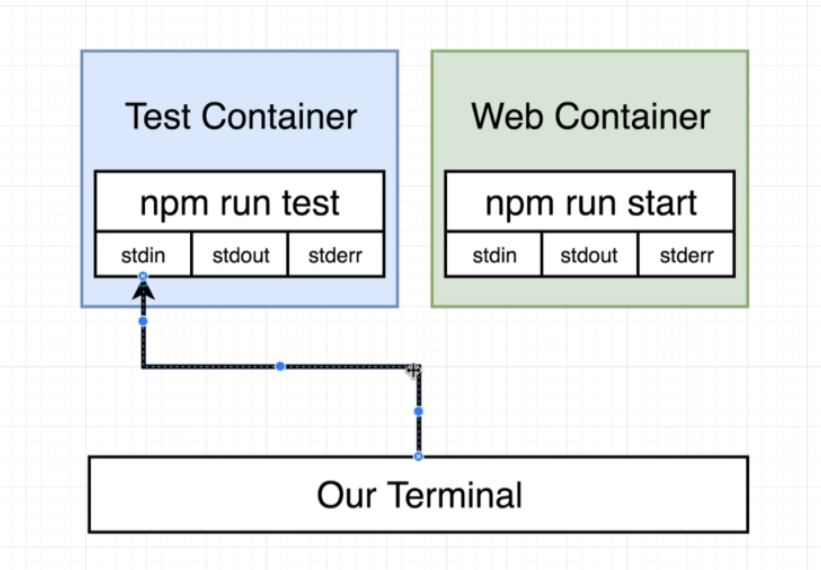 Test Container
Web Container
npm run test
npm run start
stdin stdout stderr
stdin stdout stderr
Our Terminal